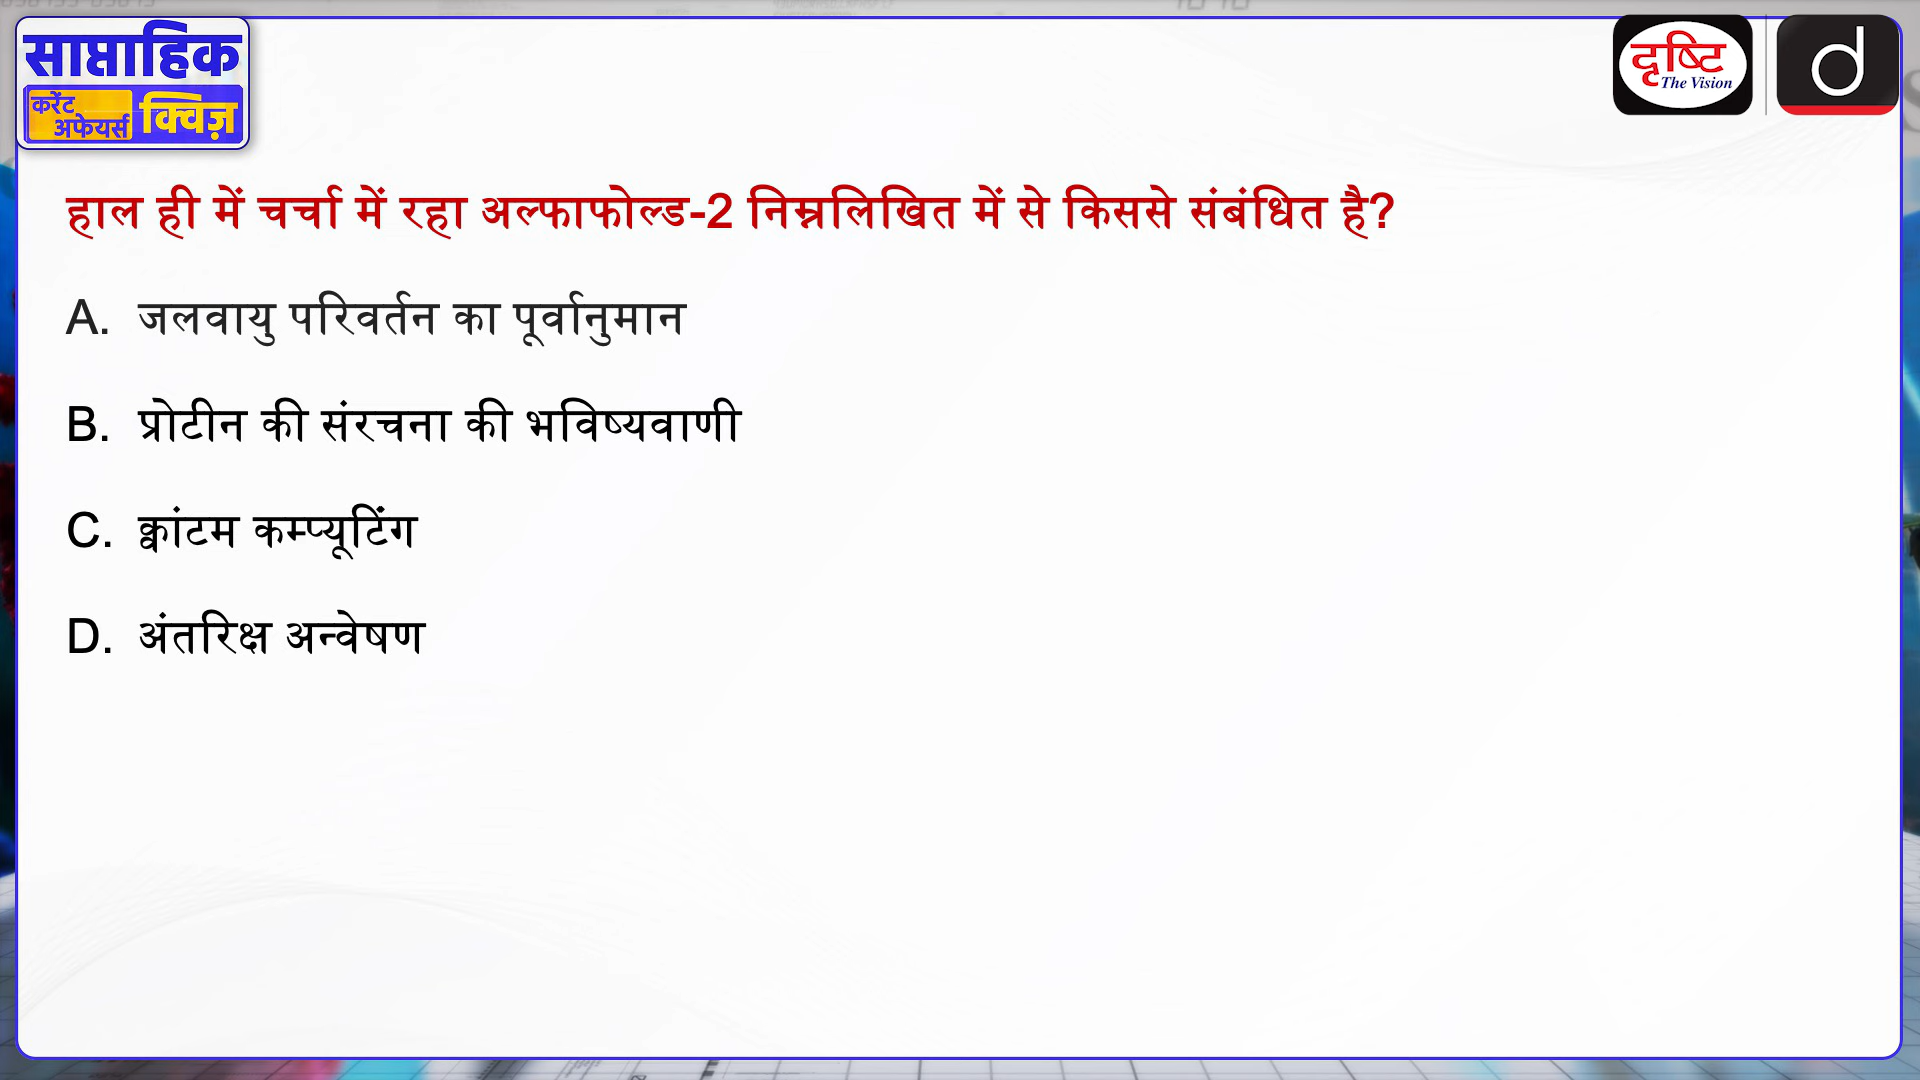 साप्ताहिक
करेंट
अफेयर्स
क्विज़
दृष्टि
The Vision
d
हाल ही में चर्चा में रहा अल्फाफोल्ड-2 निम्नलिखित में से किससे संबंधित है?
A. जलवायु परिवर्तन का पूर्वानुमान
B. प्रोटीन की संरचना की भविष्यवाणी
C. क्वांटम कम्प्यूटिंग
D. अंतरिक्ष अन्वेषण